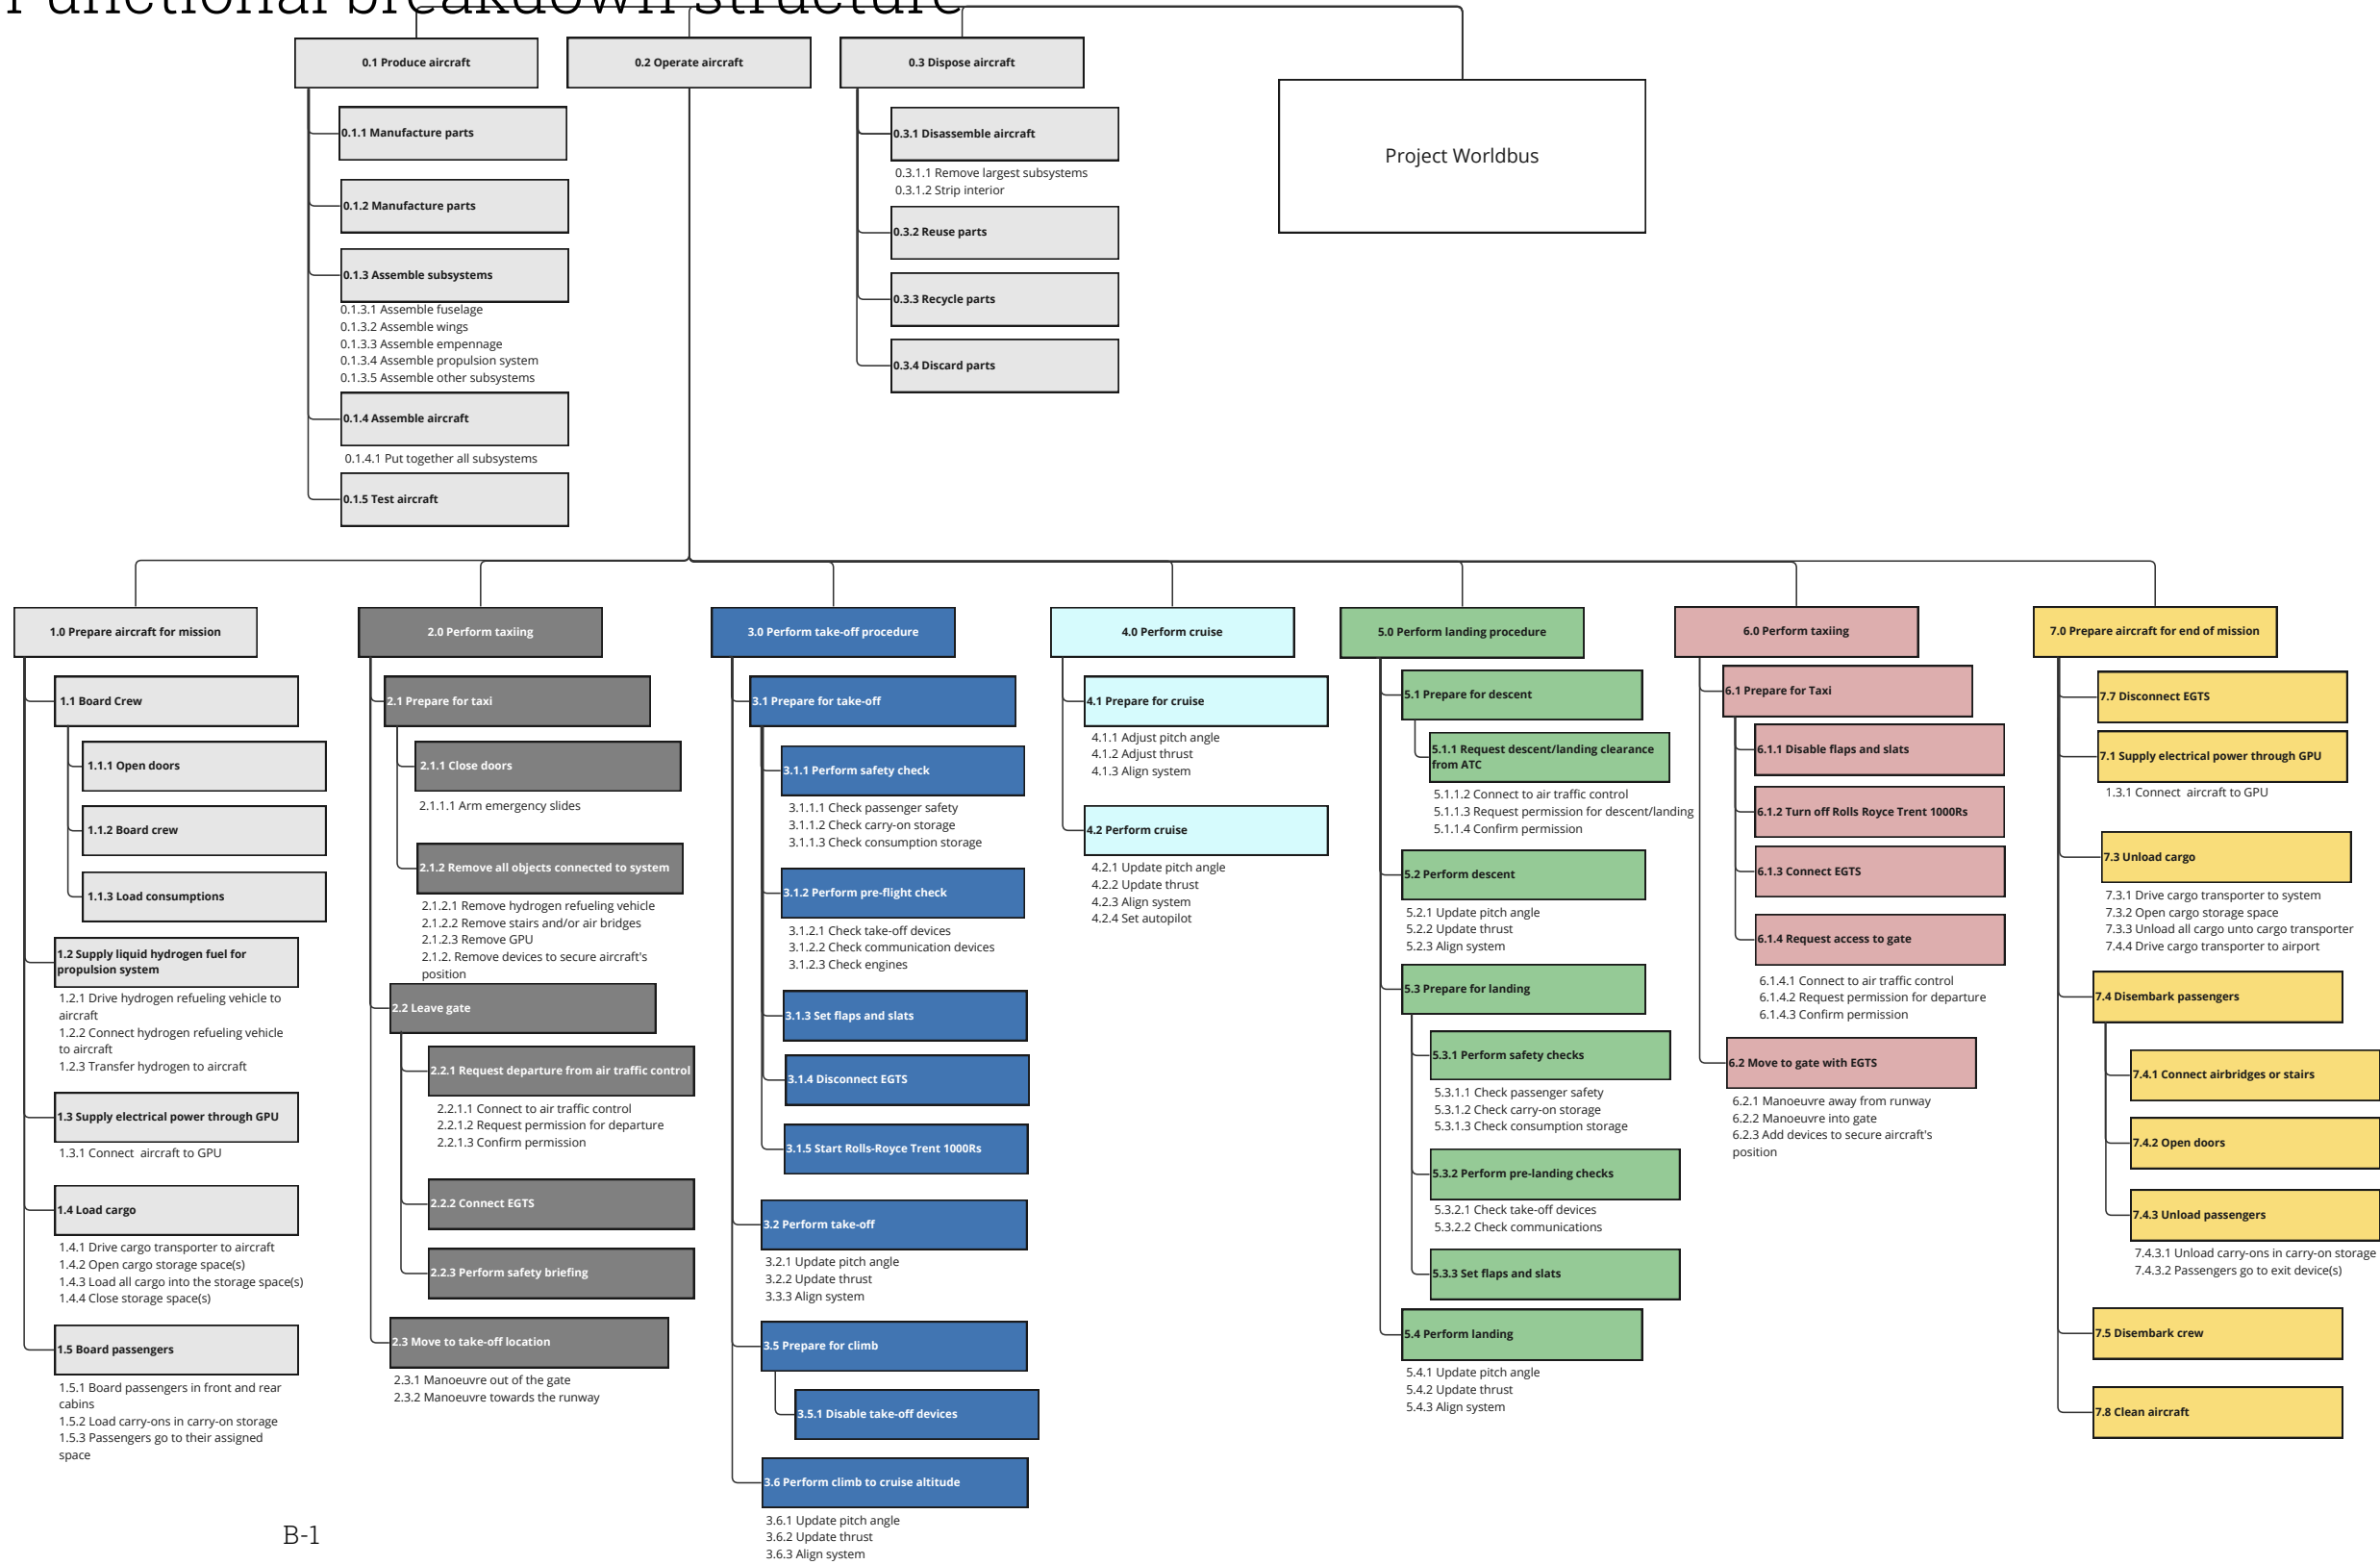 Functional breakdown structure
0.1 Produce aircraft
0.2 Operate aircraft
0.3 Dispose aircraft
Project Worldbus
0.1.1 Manufacture parts
0.1.2 Manufacture parts
0.1.3 Assemble subsystems
0.1.3.1 Assemble fuselage
0.1.3.2 Assemble wings
0.1.3.3 Assemble empennage
0.1.3.4 Assemble propulsion system
0.1.3.5 Assemble other subsystems
0.1.4 Assemble aircraft
0.1.4.1 Put together all subsystems
0.1.5 Test aircraft
0.3.1 Disassemble aircraft
0.3.1.1 Remove largest subsystems
0.3.1.2 Strip interior
0.3.2 Reuse parts
0.3.3 Recycle parts
0.3.4 Discard parts
1.0 Prepare aircraft for mission
1.1 Board Crew
1.1.1 Open doors
1.1.2 Board crew
1.1.3 Load consumptions
1.2 Supply liquid hydrogen fuel for
propulsion system
1.2.1 Drive hydrogen refueling vehicle to
aircraft
1.2.2 Connect hydrogen refueling vehicle
to aircraft
1.2.3 Transfer hydrogen to aircraft
1.3 Supply electrical power through GPU
1.3.1 Connect  aircraft to GPU
1.4 Load cargo
1.4.1 Drive cargo transporter to aircraft
1.4.2 Open cargo storage space(s)
1.4.3 Load all cargo into the storage space(s)
1.4.4 Close storage space(s)
1.5 Board passengers
1.5.1 Board passengers in front and rear
cabins
1.5.2 Load carry-ons in carry-on storage
1.5.3 Passengers go to their assigned
space
2.0 Perform taxiing
2.1 Prepare for taxi
2.1.1 Close doors
2.1.1.1 Arm emergency slides
2.1.2 Remove all objects connected to system
2.1.2.1 Remove hydrogen refueling vehicle
2.1.2.2 Remove stairs and/or air bridges
2.1.2.3 Remove GPU
2.1.2. Remove devices to secure aircraft's
position
2.2 Leave gate
2.2.1 Request departure from air traffic control
2.2.1.1 Connect to air traffic control
2.2.1.2 Request permission for departure
2.2.1.3 Confirm permission
2.2.2 Connect EGTS
2.2.3 Perform safety briefing
2.3 Move to take-off location
2.3.1 Manoeuvre out of the gate
2.3.2 Manoeuvre towards the runway
3.0 Perform take-off procedure
3.1 Prepare for take-off
3.1.1 Perform safety check
3.1.1.1 Check passenger safety
3.1.1.2 Check carry-on storage
3.1.1.3 Check consumption storage
3.1.2 Perform pre-flight check
3.1.2.1 Check take-off devices
3.1.2.2 Check communication devices
3.1.2.3 Check engines
3.1.3 Set flaps and slats
3.1.4 Disconnect EGTS
3.1.5 Start Rolls-Royce Trent 1000Rs
3.2 Perform take-off
3.2.1 Update pitch angle
3.2.2 Update thrust
3.3.3 Align system
3.5 Prepare for climb
3.5.1 Disable take-off devices
3.6 Perform climb to cruise altitude
3.6.1 Update pitch angle
3.6.2 Update thrust
3.6.3 Align system
4.0 Perform cruise
4.1 Prepare for cruise
4.1.1 Adjust pitch angle
4.1.2 Adjust thrust
4.1.3 Align system
4.2 Perform cruise
4.2.1 Update pitch angle
4.2.2 Update thrust
4.2.3 Align system
4.2.4 Set autopilot
5.0 Perform landing procedure
5.1 Prepare for descent
5.1.1 Request descent/landing clearance
from ATC
5.1.1.2 Connect to air traffic control
5.1.1.3 Request permission for descent/landing
5.1.1.4 Confirm permission
5.2 Perform descent
5.2.1 Update pitch angle
5.2.2 Update thrust
5.2.3 Align system
5.3 Prepare for landing
5.3.1 Perform safety checks
5.3.1.1 Check passenger safety
5.3.1.2 Check carry-on storage
5.3.1.3 Check consumption storage
5.3.2 Perform pre-landing checks
5.3.2.1 Check take-off devices
5.3.2.2 Check communications
5.3.3 Set flaps and slats
5.4 Perform landing
5.4.1 Update pitch angle
5.4.2 Update thrust
5.4.3 Align system
6.0 Perform taxiing
6.1 Prepare for Taxi
6.1.1 Disable flaps and slats
6.1.2 Turn off Rolls Royce Trent 1000Rs
6.1.3 Connect EGTS
6.1.4 Request access to gate
6.1.4.1 Connect to air traffic control
6.1.4.2 Request permission for departure
6.1.4.3 Confirm permission
6.2 Move to gate with EGTS
6.2.1 Manoeuvre away from runway
6.2.2 Manoeuvre into gate
6.2.3 Add devices to secure aircraft's
position
7.0 Prepare aircraft for end of mission
7.7 Disconnect EGTS
7.1 Supply electrical power through GPU
1.3.1 Connect  aircraft to GPU
7.3 Unload cargo
7.3.1 Drive cargo transporter to system
7.3.2 Open cargo storage space
7.3.3 Unload all cargo unto cargo transporter
7.4.4 Drive cargo transporter to airport
7.4 Disembark passengers
7.4.1 Connect airbridges or stairs
7.4.2 Open doors
7.4.3 Unload passengers
7.4.3.1 Unload carry-ons in carry-on storage
7.4.3.2 Passengers go to exit device(s)
7.5 Disembark crew
7.8 Clean aircraft
B-1